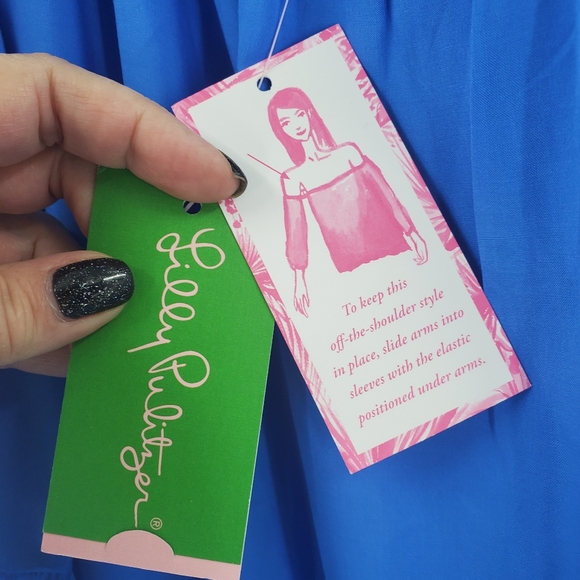 Lilly Pulitzer®
To keep this
off-the-shoulder style
in place, slide arms into
sleeves with the elastic
positioned under arms.